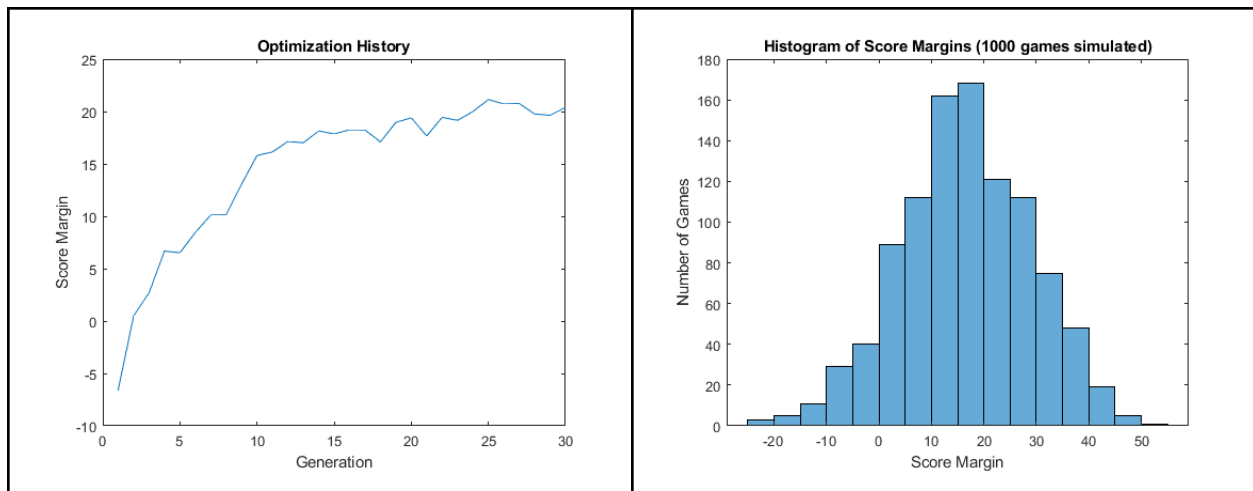 Optimization History
25
20
15
10
5
0
-5
-10
0 5 10 15 20 25 30
Score Margin
Generation
Histogram of Score Margins (1000 games simulated)
180
160
140
120
100
80
60
40
20
0
-20 -10 0 10 20 30 40 50
Number of Games
Score Margin